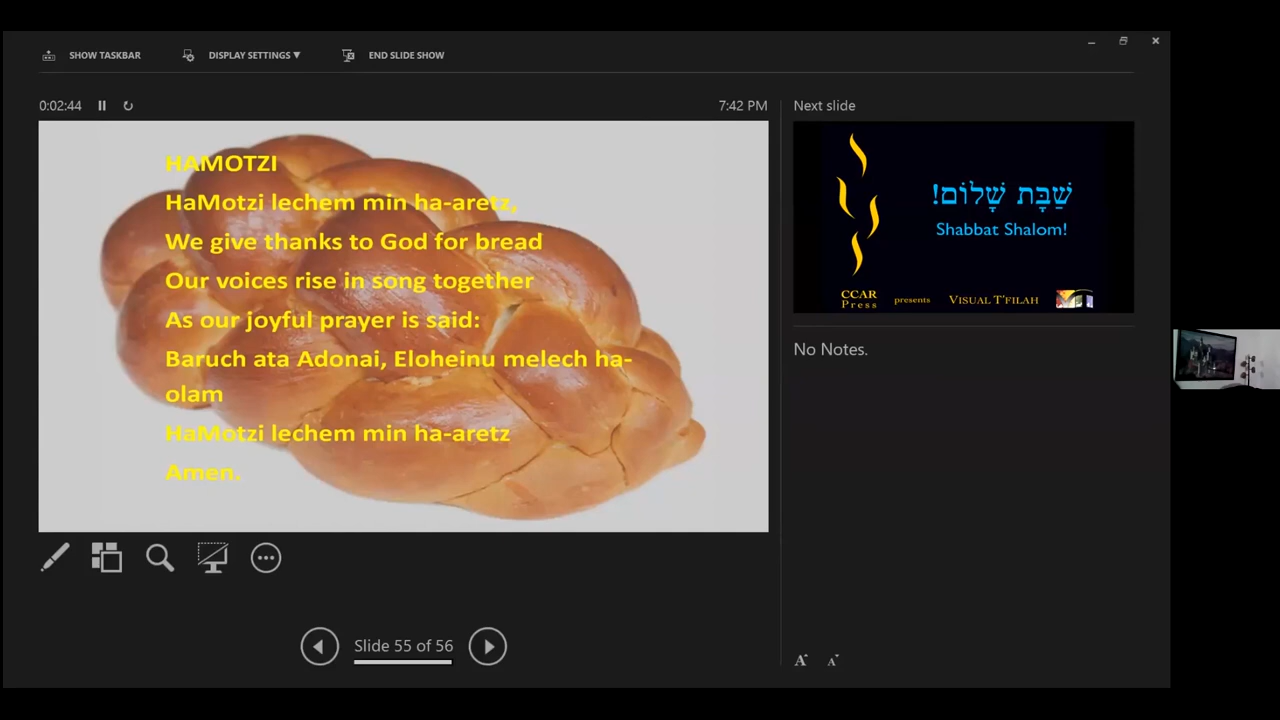 SHOW TASKBAR
DISPLAY SETTINGS ▼
END SLIDE SHOW
0:02:44
7:42 PM
HAMOTZI
HaMotzi lechem min ha-aretz,
We give thanks to God for bread
Our voices rise in song together
As our joyful prayer is said:
Baruch ata Adonai, Eloheinu melech ha-
olam
HaMotzi lechem min ha-aretz
Amen.
Slide 55 of 56
Next slide
שַׁבָּת שָׁלוֹם!
Shabbat Shalom!
CCAR
Press
presents
VISUAL T'FILAH
No Notes.
A A